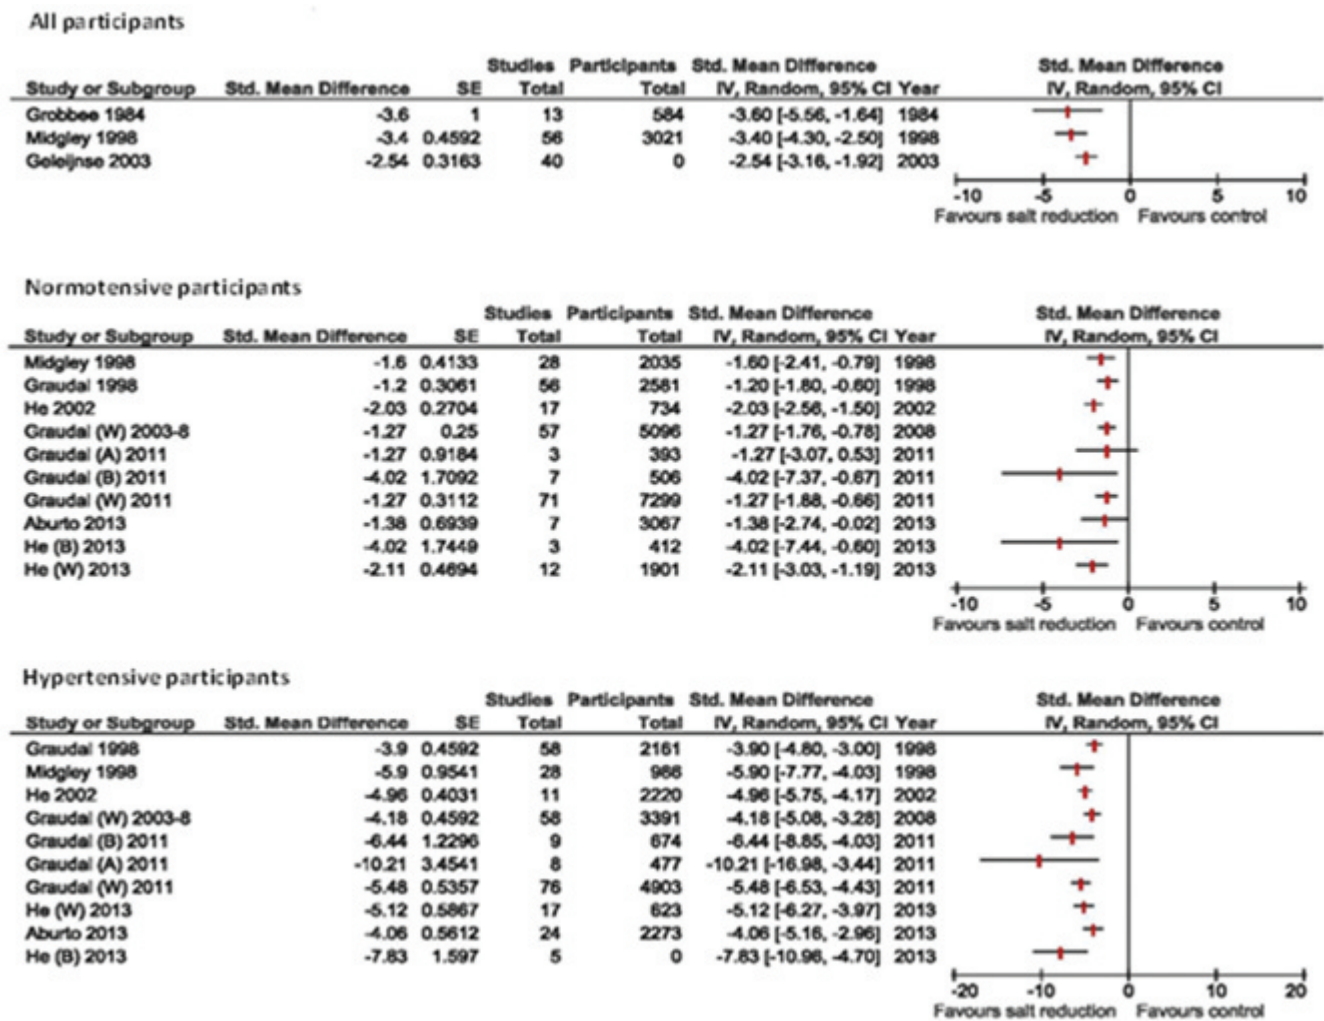 All participants
Studies Participants Std. Mean Difference Std. Mean Difference
Study or Subgroup Std. Mean Difference SE Total Total IV, Random, 95% CI Year IV, Random, 95% CI
Grobbee 1984 -3.6 1 13 584 -3.60 [-5.56, -1.64] 1984
Midgley 1998 -3.4 0.4592 56 3021 -3.40 [-4.30, -2.50] 1998
Geleijnse 2003 -2.54 0.3163 40 0 -2.54 [-3.16, -1.92] 2003
-10 -5 0 5 10
Favours salt reduction Favours control
Normotensive participants
Studies Participants Std. Mean Difference Std. Mean Difference
Study or Subgroup Std. Mean Difference SE Total Total IV, Random, 95% CI Year IV, Random, 95% CI
Midgley 1998 -1.6 0.4133 28 2035 -1.60 [-2.41, -0.79] 1998
Graudal 1998 -1.2 0.3061 56 2581 -1.20 [-1.80, -0.60] 1998
He 2002 -2.03 0.2704 17 734 -2.03 [-2.56, -1.50] 2002
Graudal (W) 2003-8 -1.27 0.25 57 5096 -1.27 [-1.76, -0.78] 2008
Graudal (A) 2011 -1.27 0.9184 3 393 -1.27 [-3.07, 0.53] 2011
Graudal (B) 2011 -4.02 1.7092 7 506 -4.02 [-7.37, -0.67] 2011
Graudal (W) 2011 -1.27 0.3112 71 7299 -1.27 [-1.88, -0.66] 2011
Aburto 2013 -1.38 0.6939 7 3067 -1.38 [-2.74, -0.02] 2013
He (B) 2013 -4.02 1.7449 3 412 -4.02 [-7.44, -0.60] 2013
He (W) 2013 -2.11 0.4694 12 1901 -2.11 [-3.03, -1.19] 2013
-10 -5 0 5 10
Favours salt reduction Favours control
Hypertensive participants
Studies Participants Std. Mean Difference Std. Mean Difference
Study or Subgroup Std. Mean Difference SE Total Total IV, Random, 95% CI Year IV, Random, 95% CI
Graudal 1998 -3.9 0.4592 58 2161 -3.90 [-4.80, -3.00] 1998
Midgley 1998 -5.9 0.9541 28 986 -5.90 [-7.77, -4.03] 1998
He 2002 -4.96 0.4031 11 2220 -4.96 [-5.75, -4.17] 2002
Graudal (W) 2003-8 -4.18 0.4592 58 3391 -4.18 [-5.08, -3.28] 2008
Graudal (B) 2011 -6.44 1.2296 9 674 -6.44 [-8.85, -4.03] 2011
Graudal (A) 2011 -10.21 3.4541 8 477 -10.21 [-16.98, -3.44] 2011
Graudal (W) 2011 -5.48 0.5357 76 4903 -5.48 [-6.53, -4.43] 2011
He (W) 2013 -5.12 0.5867 17 623 -5.12 [-6.27, -3.97] 2013
Aburto 2013 -4.06 0.5612 24 2273 -4.06 [-5.16, -2.96] 2013
He (B) 2013 -7.83 1.597 5 0 -7.83 [-10.96, -4.70] 2013
-20 -10 0 10 20
Favours salt reduction Favours control